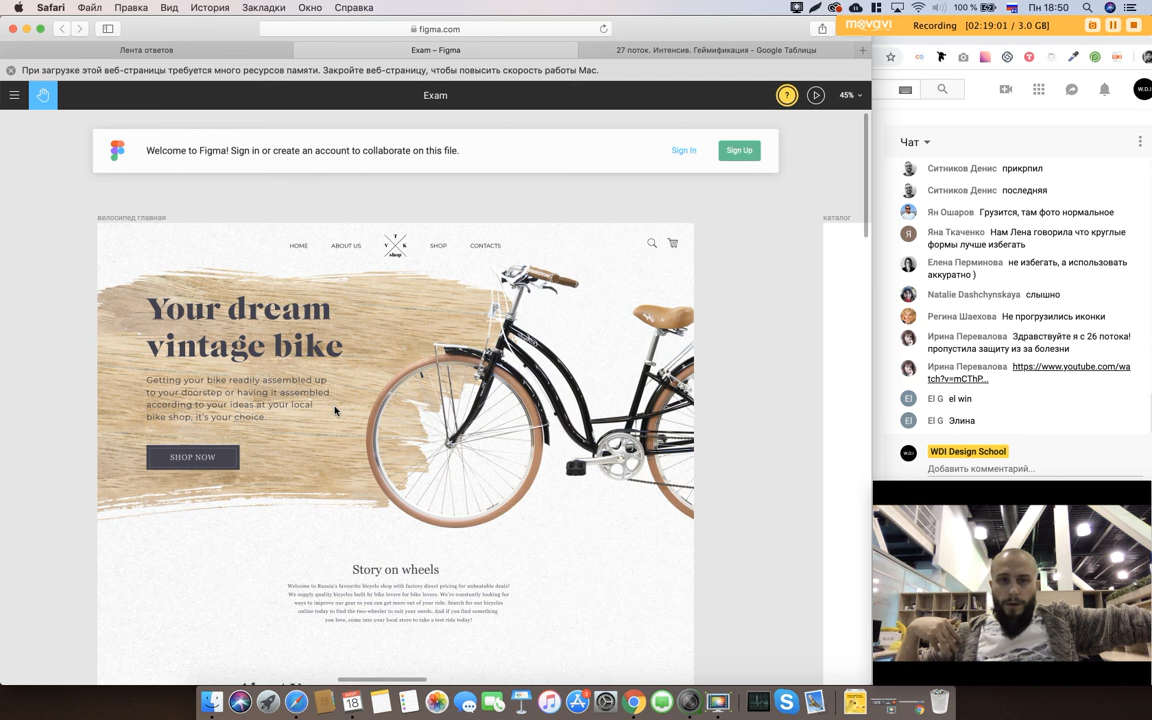 Safari Файл Правка Вид История Закладки Окно Справка
100 %
Пн 18:50
figma.com
movavi Recording [02:19:01 / 3.0 GB]
Лента ответов
Exam – Figma
27 поток. Интенсив. Геймификация - Google Таблицы
При загрузке этой веб-страницы требуется много ресурсов памяти. Закройте веб-страницу, чтобы повысить скорость работы Mac.
Exam
?
45%
Welcome to Figma! Sign in or create an account to collaborate on this file.
Sign In
Sign Up
велосипед главная
каталог
HOME
ABOUT US
T
V K
shop
SHOP
CONTACTS
Your dream
vintage bike
Getting your bike readily assembled up
to your doorstep or having it assembled
according to your ideas at your local
bike shop, it's your choice.
SHOP NOW
Story on wheels
Welcome to Russia's favourite bicycle shop with factory direct pricing for unbeatable deals!
We supply quality bicycles built by bike lovers for bike lovers. We're constantly looking for
ways to improve our gear so you can get more out of your ride. Search for our bicycles
online today to find the two-wheeler to suit your needs. And if you find something
you love, come into your local store to take a test ride today!
Чат
Ситников Денис прикрпил
Ситников Денис последняя
Ян Ошаров Грузится, там фото нормальное
Яна Ткаченко Нам Лена говорила что круглые
формы лучше избегать
Елена Перминова не избегать, а использовать
аккуратно )
Natalie Dashchynskaya слышно
Регина Шаехова Не прогрузились иконки
Ирина Перевалова Здравствуйте я с 26 потока!
пропустила защиту из за болезни
Ирина Перевалова https://www.youtube.com/wa
tch?v=mCThP...
El G el win
El G Элина
WDI Design School
Добавить комментарий...
18